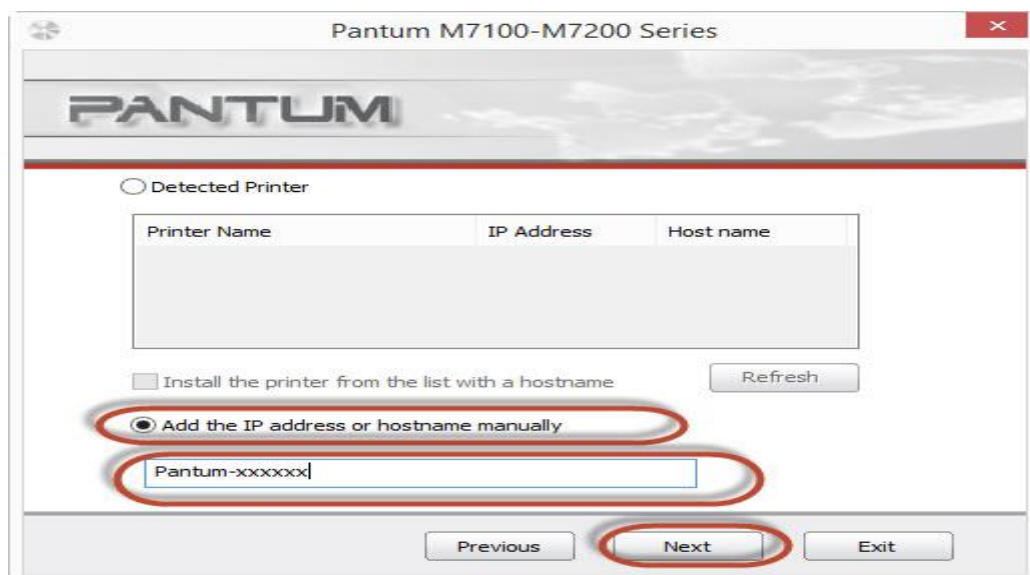 Pantum M7100-M7200 Series
PANTUM
Detected Printer
Printer Name IP Address Host name
Install the printer from the list with a hostname Refresh
Add the IP address or hostname manually
Pantum-xxxxxx
Previous Next Exit